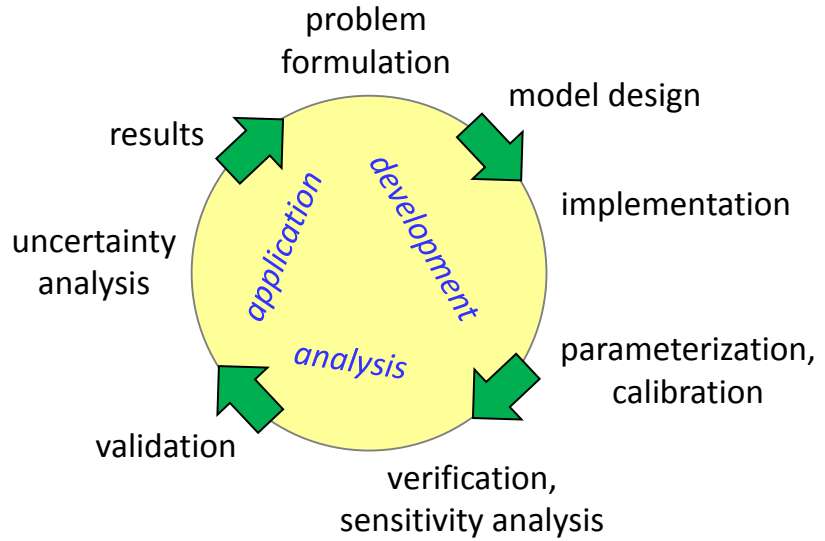 problem
formulation
model design
implementation
parameterization,
calibration
verification,
sensitivity analysis
validation
uncertainty
analysis
results
development
analysis
application